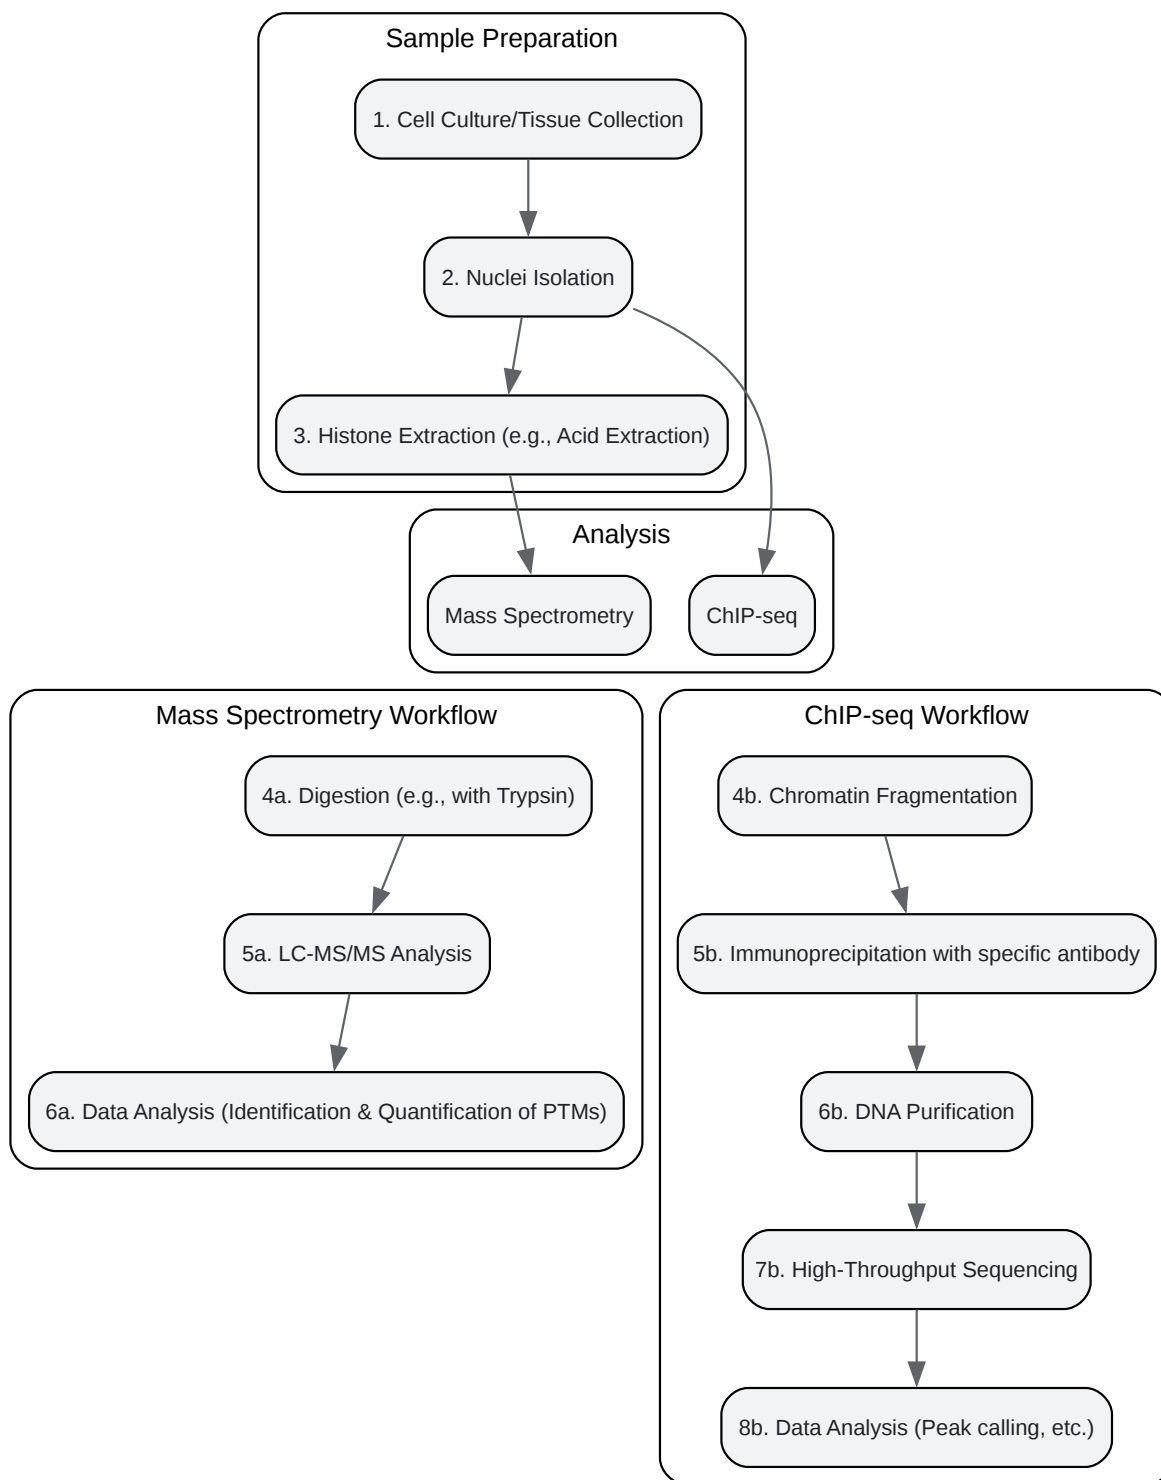 Sample Preparation
1. Cell Culture/Tissue Collection
2. Nuclei Isolation
3. Histone Extraction (e.g., Acid Extraction)
Analysis
Mass Spectrometry
ChIP-seq
Mass Spectrometry Workflow
4a. Digestion (e.g., with Trypsin)
5a. LC-MS/MS Analysis
6a. Data Analysis (Identification & Quantification of PTMs)
ChIP-seq Workflow
4b. Chromatin Fragmentation
5b. Immunoprecipitation with specific antibody
6b. DNA Purification
7b. High-Throughput Sequencing
8b. Data Analysis (Peak calling, etc.)